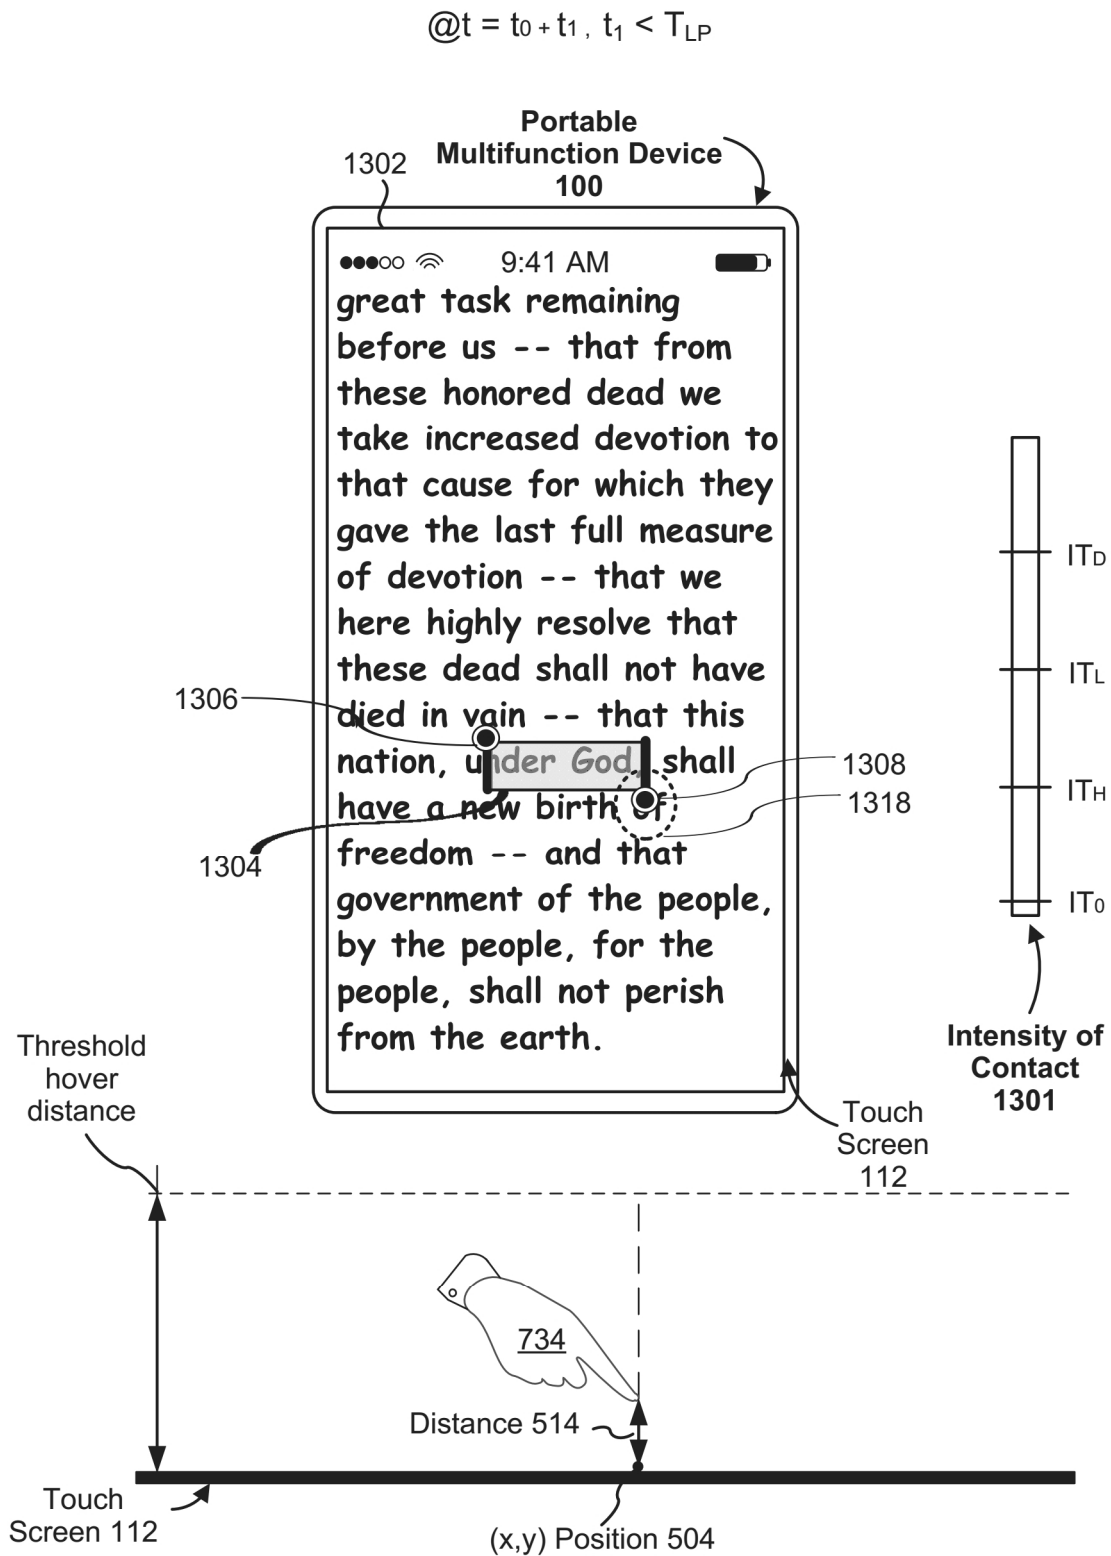 @t = t0 + t1, t1 < TLP
Portable
Multifunction Device
100
1302
9:41 AM
great task remaining
before us -- that from
these honored dead we
take increased devotion to
that cause for which they
gave the last full measure
of devotion -- that we
here highly resolve that
these dead shall not have
died in vain -- that this
nation, under God, shall
have a new birth of
freedom -- and that
government of the people,
by the people, for the
people, shall not perish
from the earth.
1306
1304
1308
1318
ITD
ITL
ITH
IT0
Intensity of
Contact
1301
Threshold
hover
distance
Touch
Screen
112
734
Distance 514
Touch
Screen 112
(x,y) Position 504